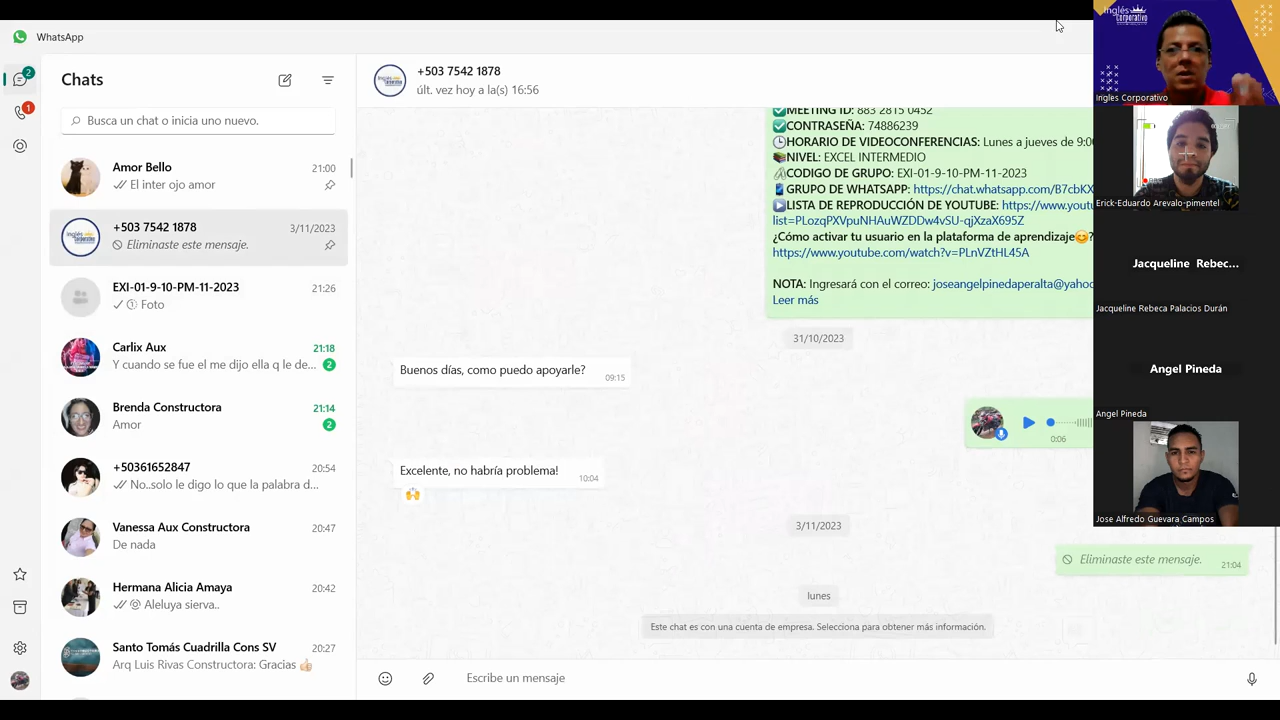 WhatsApp
2
1
Chats
Busca un chat o inicia uno nuevo.
Amor Bello
21:00
El inter ojo amor
+503 7542 1878
3/11/2023
Eliminaste este mensaje.
EXI-01-9-10-PM-11-2023
21:26
Foto
Carlix Aux
21:18
Y cuando se fue el me dijo ella q le de...
2
Brenda Constructora
21:14
Amor
2
+50361652847
20:54
No..solo le digo lo que la palabra d...
Vanessa Aux Constructora
20:47
De nada
Hermana Alicia Amaya
20:42
Aleluya sierva..
Santo Tomás Cuadrilla Cons SV
20:27
Arq Luis Rivas Constructora: Gracias 👍🏻
+503 7542 1878
últ. vez hoy a la(s) 16:56
✅MEETING ID: 883 2815 0452
✅CONTRASEÑA: 74886239
🕒HORARIO DE VIDEOCONFERENCIAS: Lunes a jueves de 9:00
📚NIVEL: EXCEL INTERMEDIO
CODIGO DE GRUPO: EXI-01-9-10-PM-11-2023
📱GRUPO DE WHATSAPP: https://chat.whatsapp.com/B7cbKX
▶️LISTA DE REPRODUCCIÓN DE YOUTUBE: https://www.yout
list=PLozqPXVpuNHAuWZDDw4vSU-qjXzaX695Z
¿Cómo activar tu usuario en la plataforma de aprendizaje😊?
https://www.youtube.com/watch?v=PLnVZtHL45A
NOTA: Ingresará con el correo: joseangelpinedaperalta@yahoo
Leer más
31/10/2023
Buenos días, como puedo apoyarle?
09:15
0:06
Excelente, no habría problema!
10:04
🙌
3/11/2023
Eliminaste este mensaje.
21:04
lunes
Este chat es con una cuenta de empresa. Selecciona para obtener más información.
Escribe un mensaje
Inglés
Corporativo
Ingles Corporativo
Erick-Eduardo Arevalo-pimentel
Jacqueline Rebec...
Jacqueline Rebeca Palacios Durán
Angel Pineda
Angel Pineda
Jose Alfredo Guevara Campos